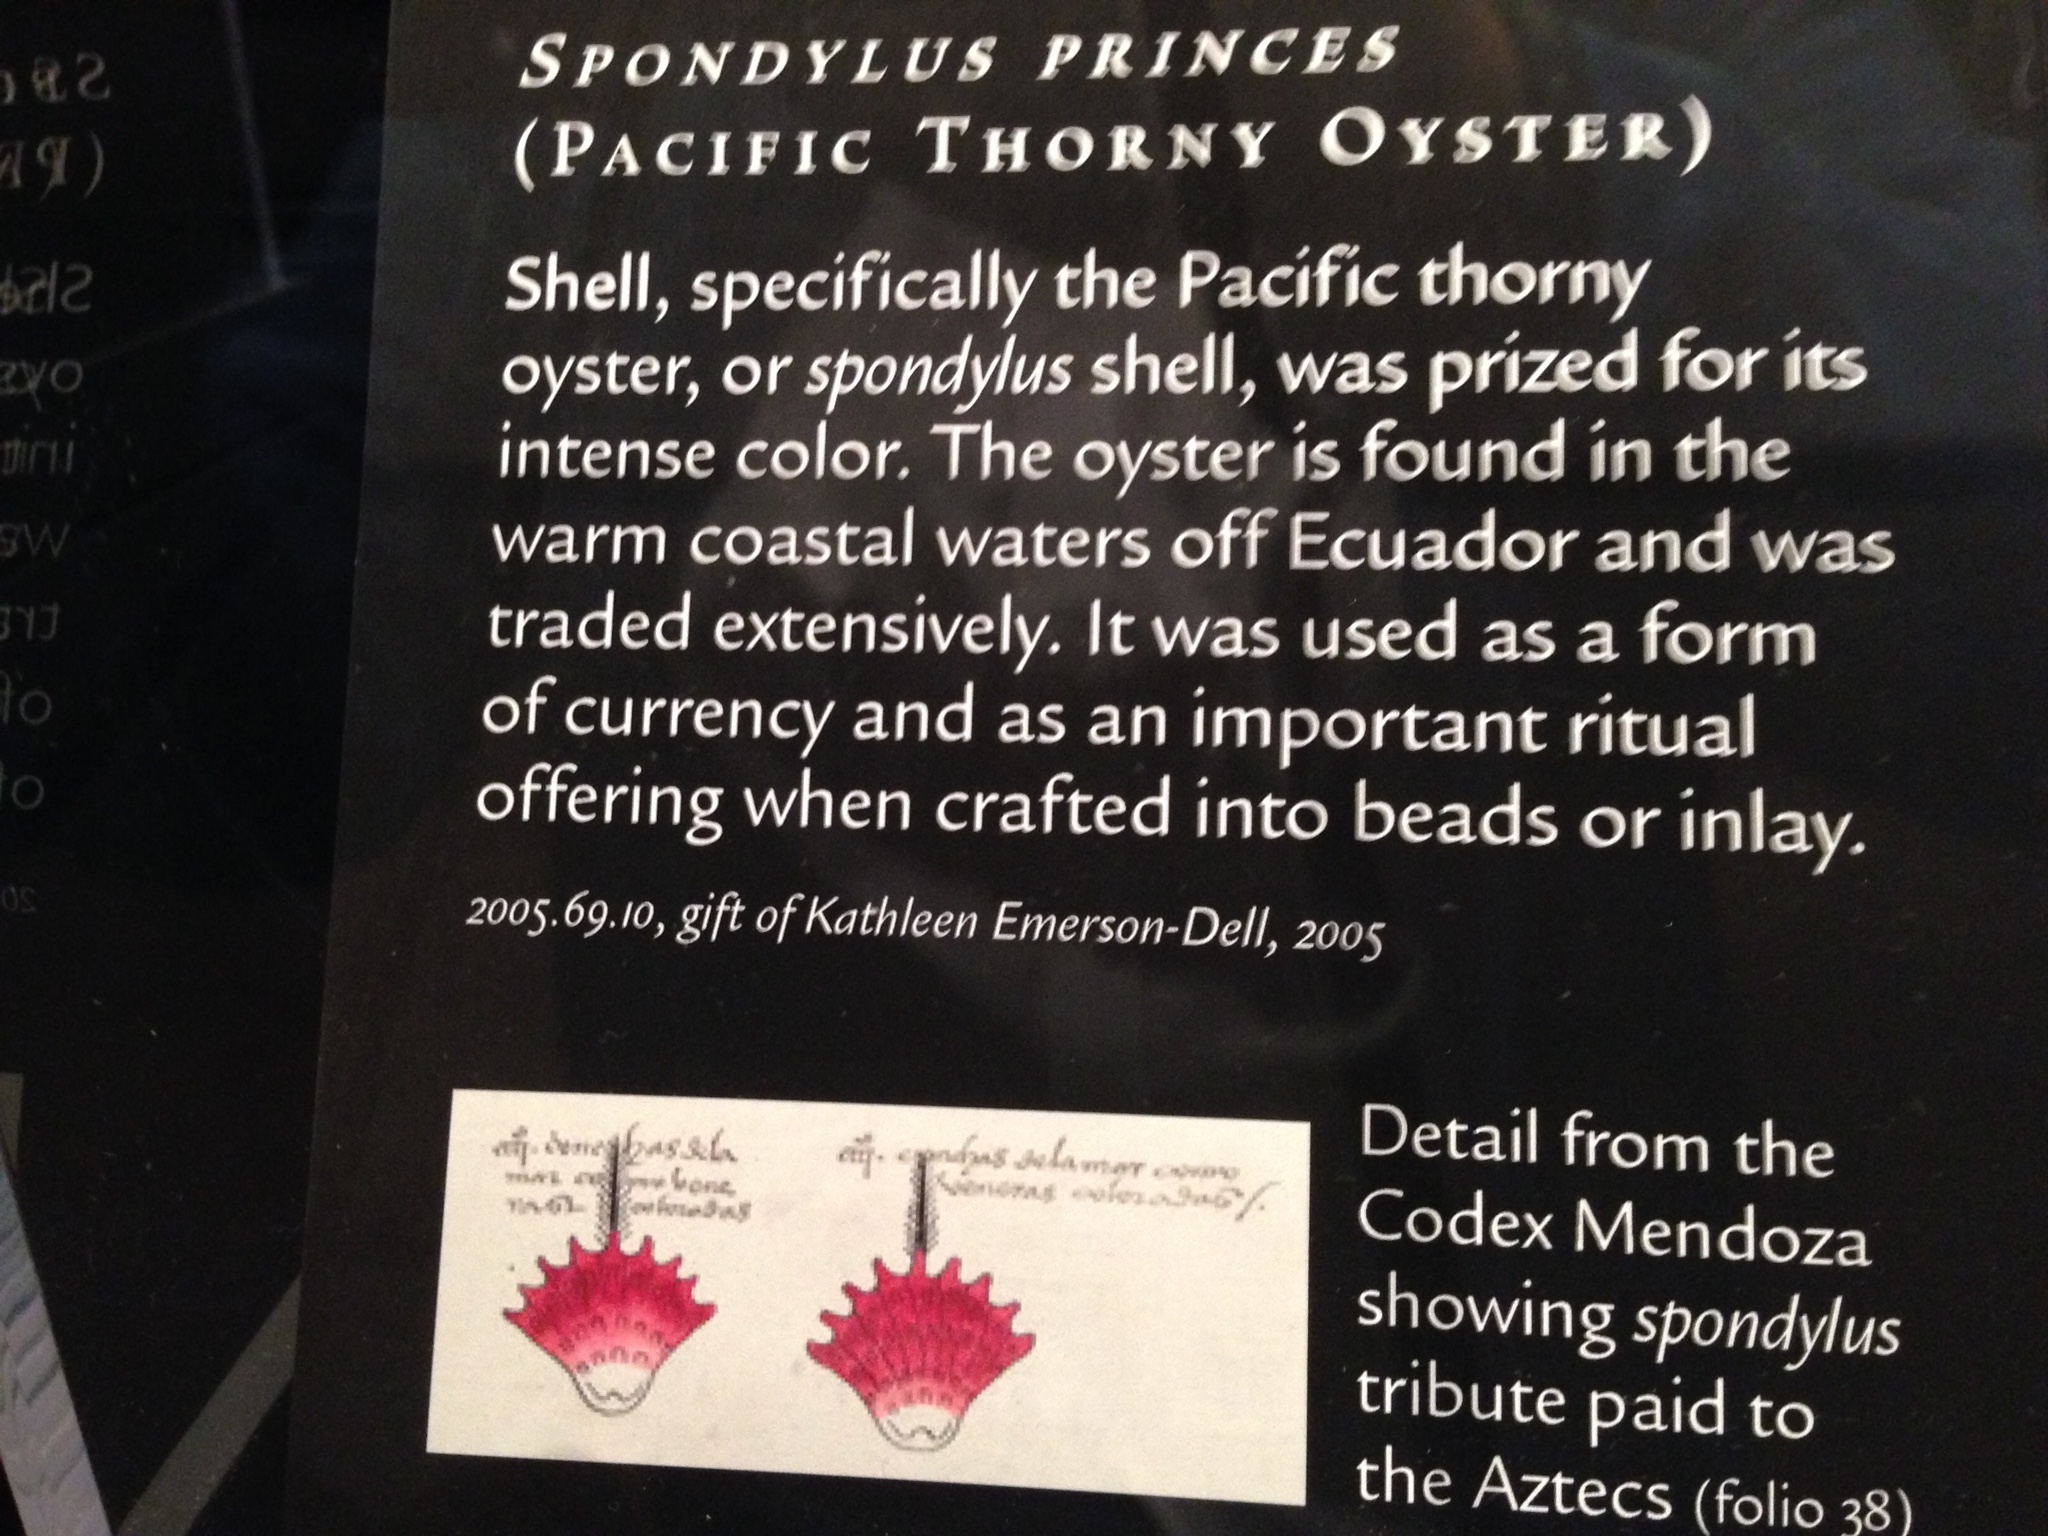 SPONDYLUS PRINCES
(PACIFIC THORNY OYSTER)
Shell, specifically the Pacific thorny
oyster, or spondylus shell, was prized for its
intense color. The oyster is found in the
warm coastal waters off Ecuador and was
traded extensively. It was used as a form
of currency and as an important ritual
offering when crafted into beads or inlay.
2005.69.10, gift of Kathleen Emerson-Dell, 2005
Detail from the
Codex Mendoza
showing spondylus
tribute paid to
the Aztecs (folio 38)